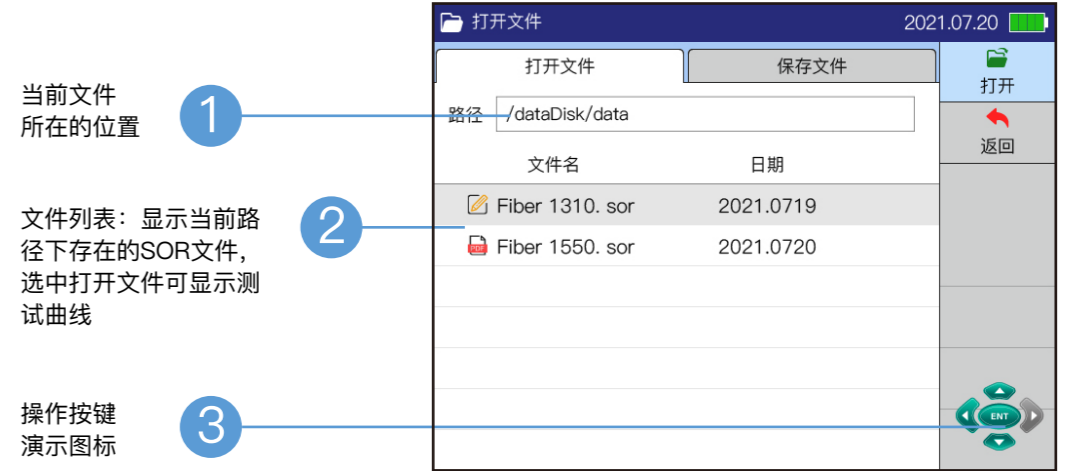 打开文件
2021.07.20
打开文件
保存文件
打开
当前文件
所在的位置
1
路径
/dataDisk/data
返回
文件名
日期
文件列表：显示当前路
径下存在的SOR文件，
选中打开文件可显示测
试曲线
2
Fiber 1310. sor
2021.0719
PDF
Fiber 1550. sor
2021.0720
操作按键
演示图标
3
ENT